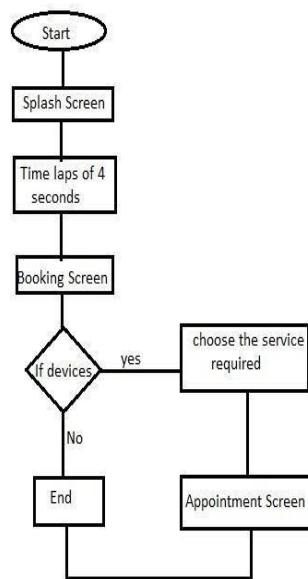 Start
Splash Screen
Time laps of 4
seconds
Booking Screen
If devices
yes
choose the service
required
No
End
Appointment Screen